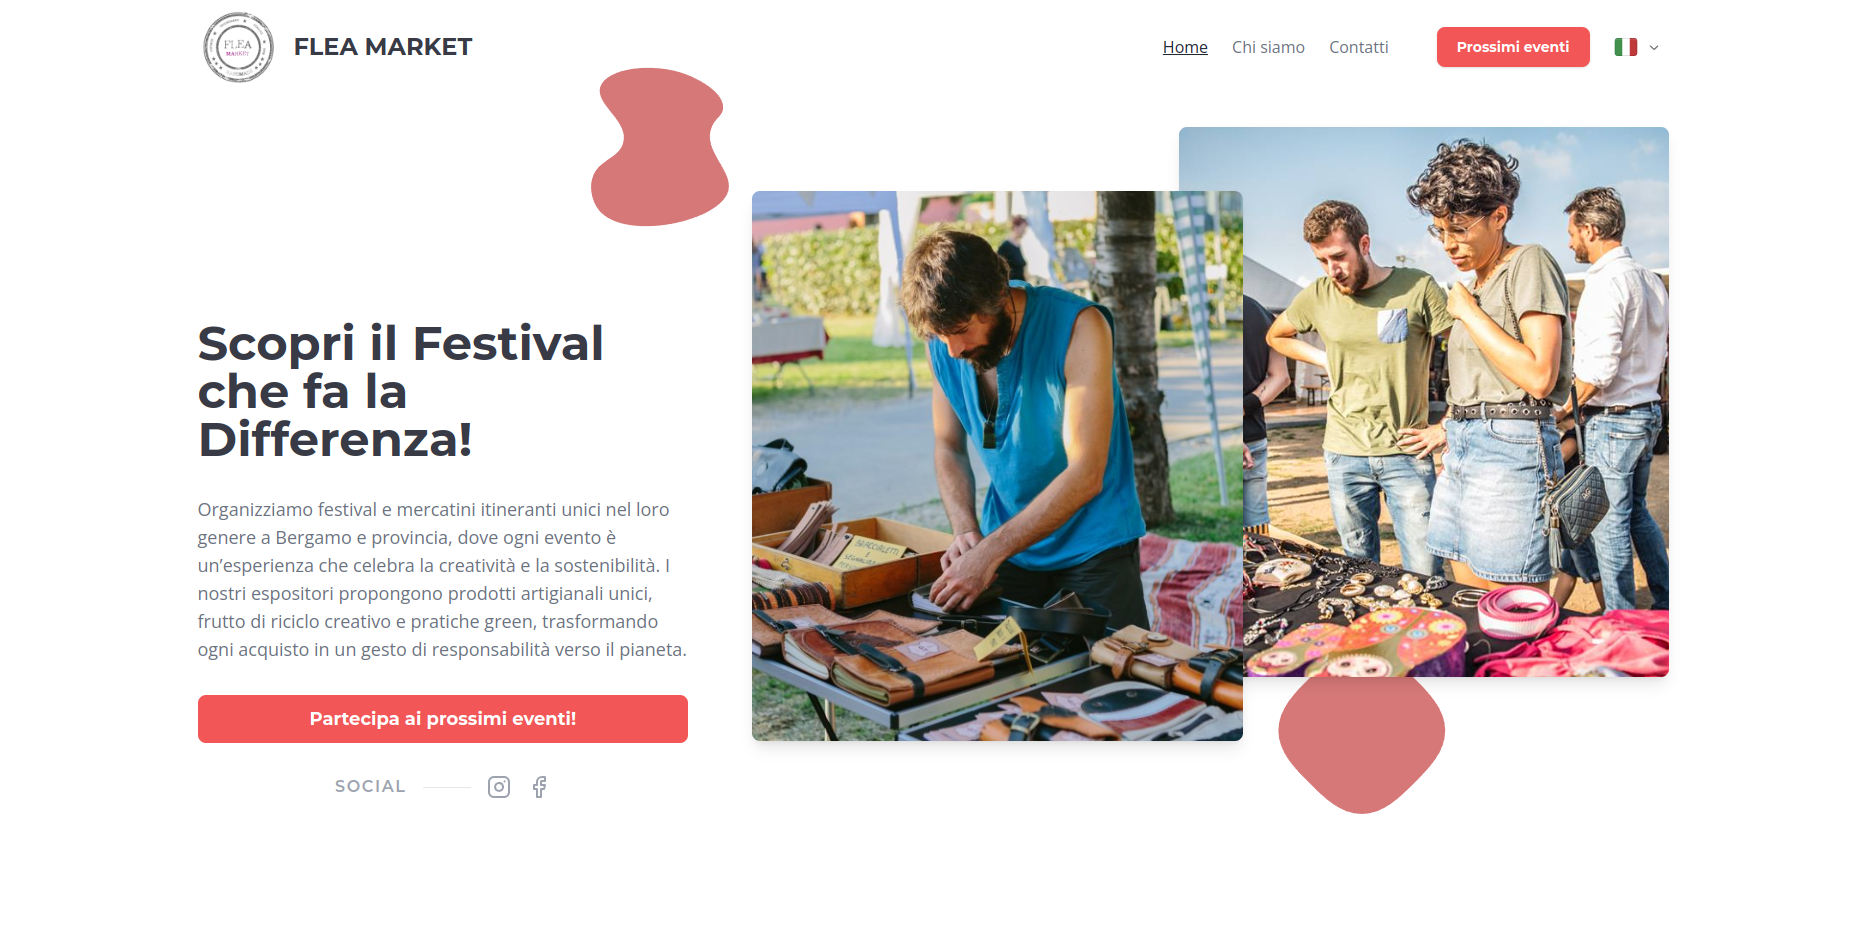 FLEA
MARKET
FLEA MARKET
Home
Chi siamo
Contatti
Prossimi eventi
Scopri il Festival
che fa la
Differenza!
Organizziamo festival e mercatini itineranti unici nel loro
genere a Bergamo e provincia, dove ogni evento è
un’esperienza che celebra la creatività e la sostenibilità. I
nostri espositori propongono prodotti artigianali unici,
frutto di riciclo creativo e pratiche green, trasformando
ogni acquisto in un gesto di responsabilità verso il pianeta.
Partecipa ai prossimi eventi!
SOCIAL
BRACCIALETTI
E